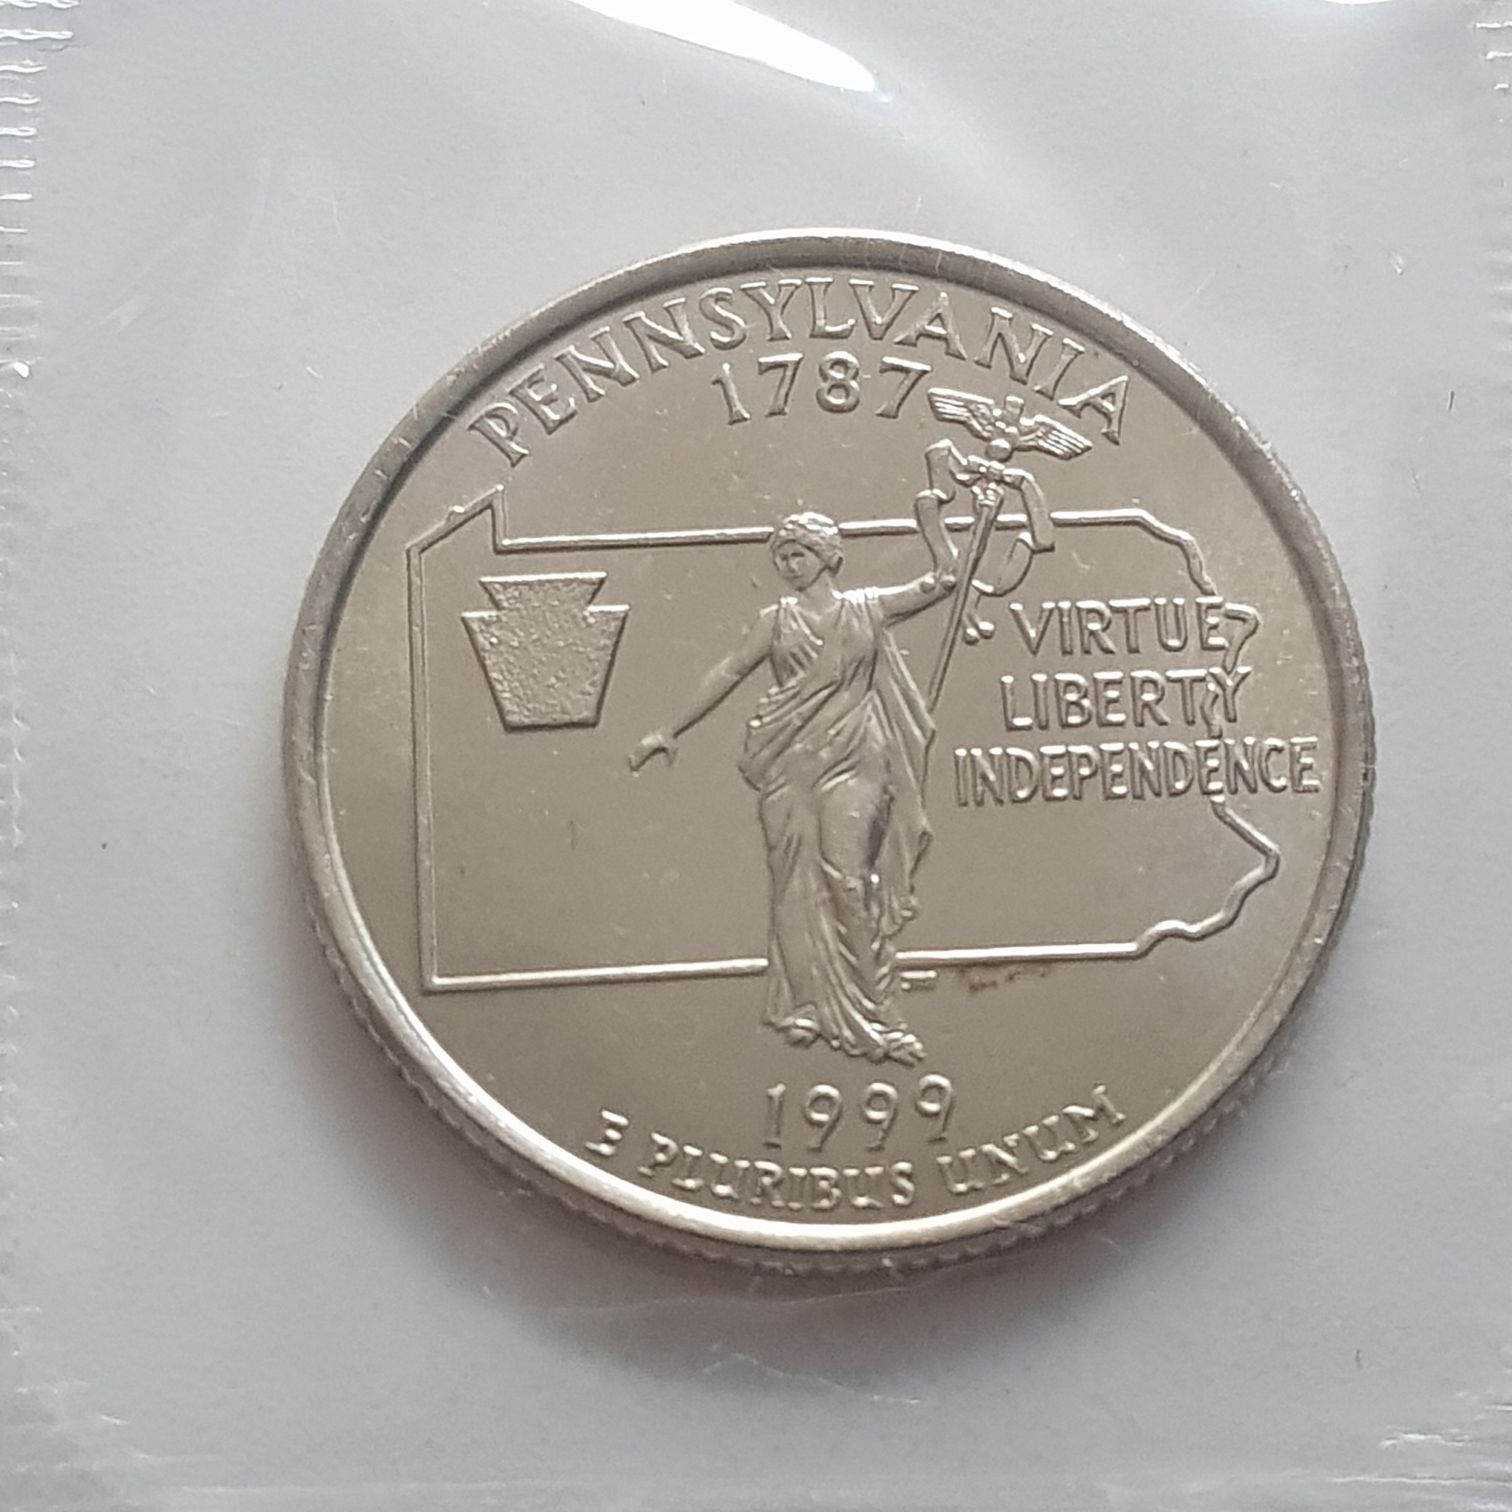 PENNSYLVANIA
1787
VIRTUE
LIBERTY
INDEPENDENCE
1999
E PLURIBUS UNUM